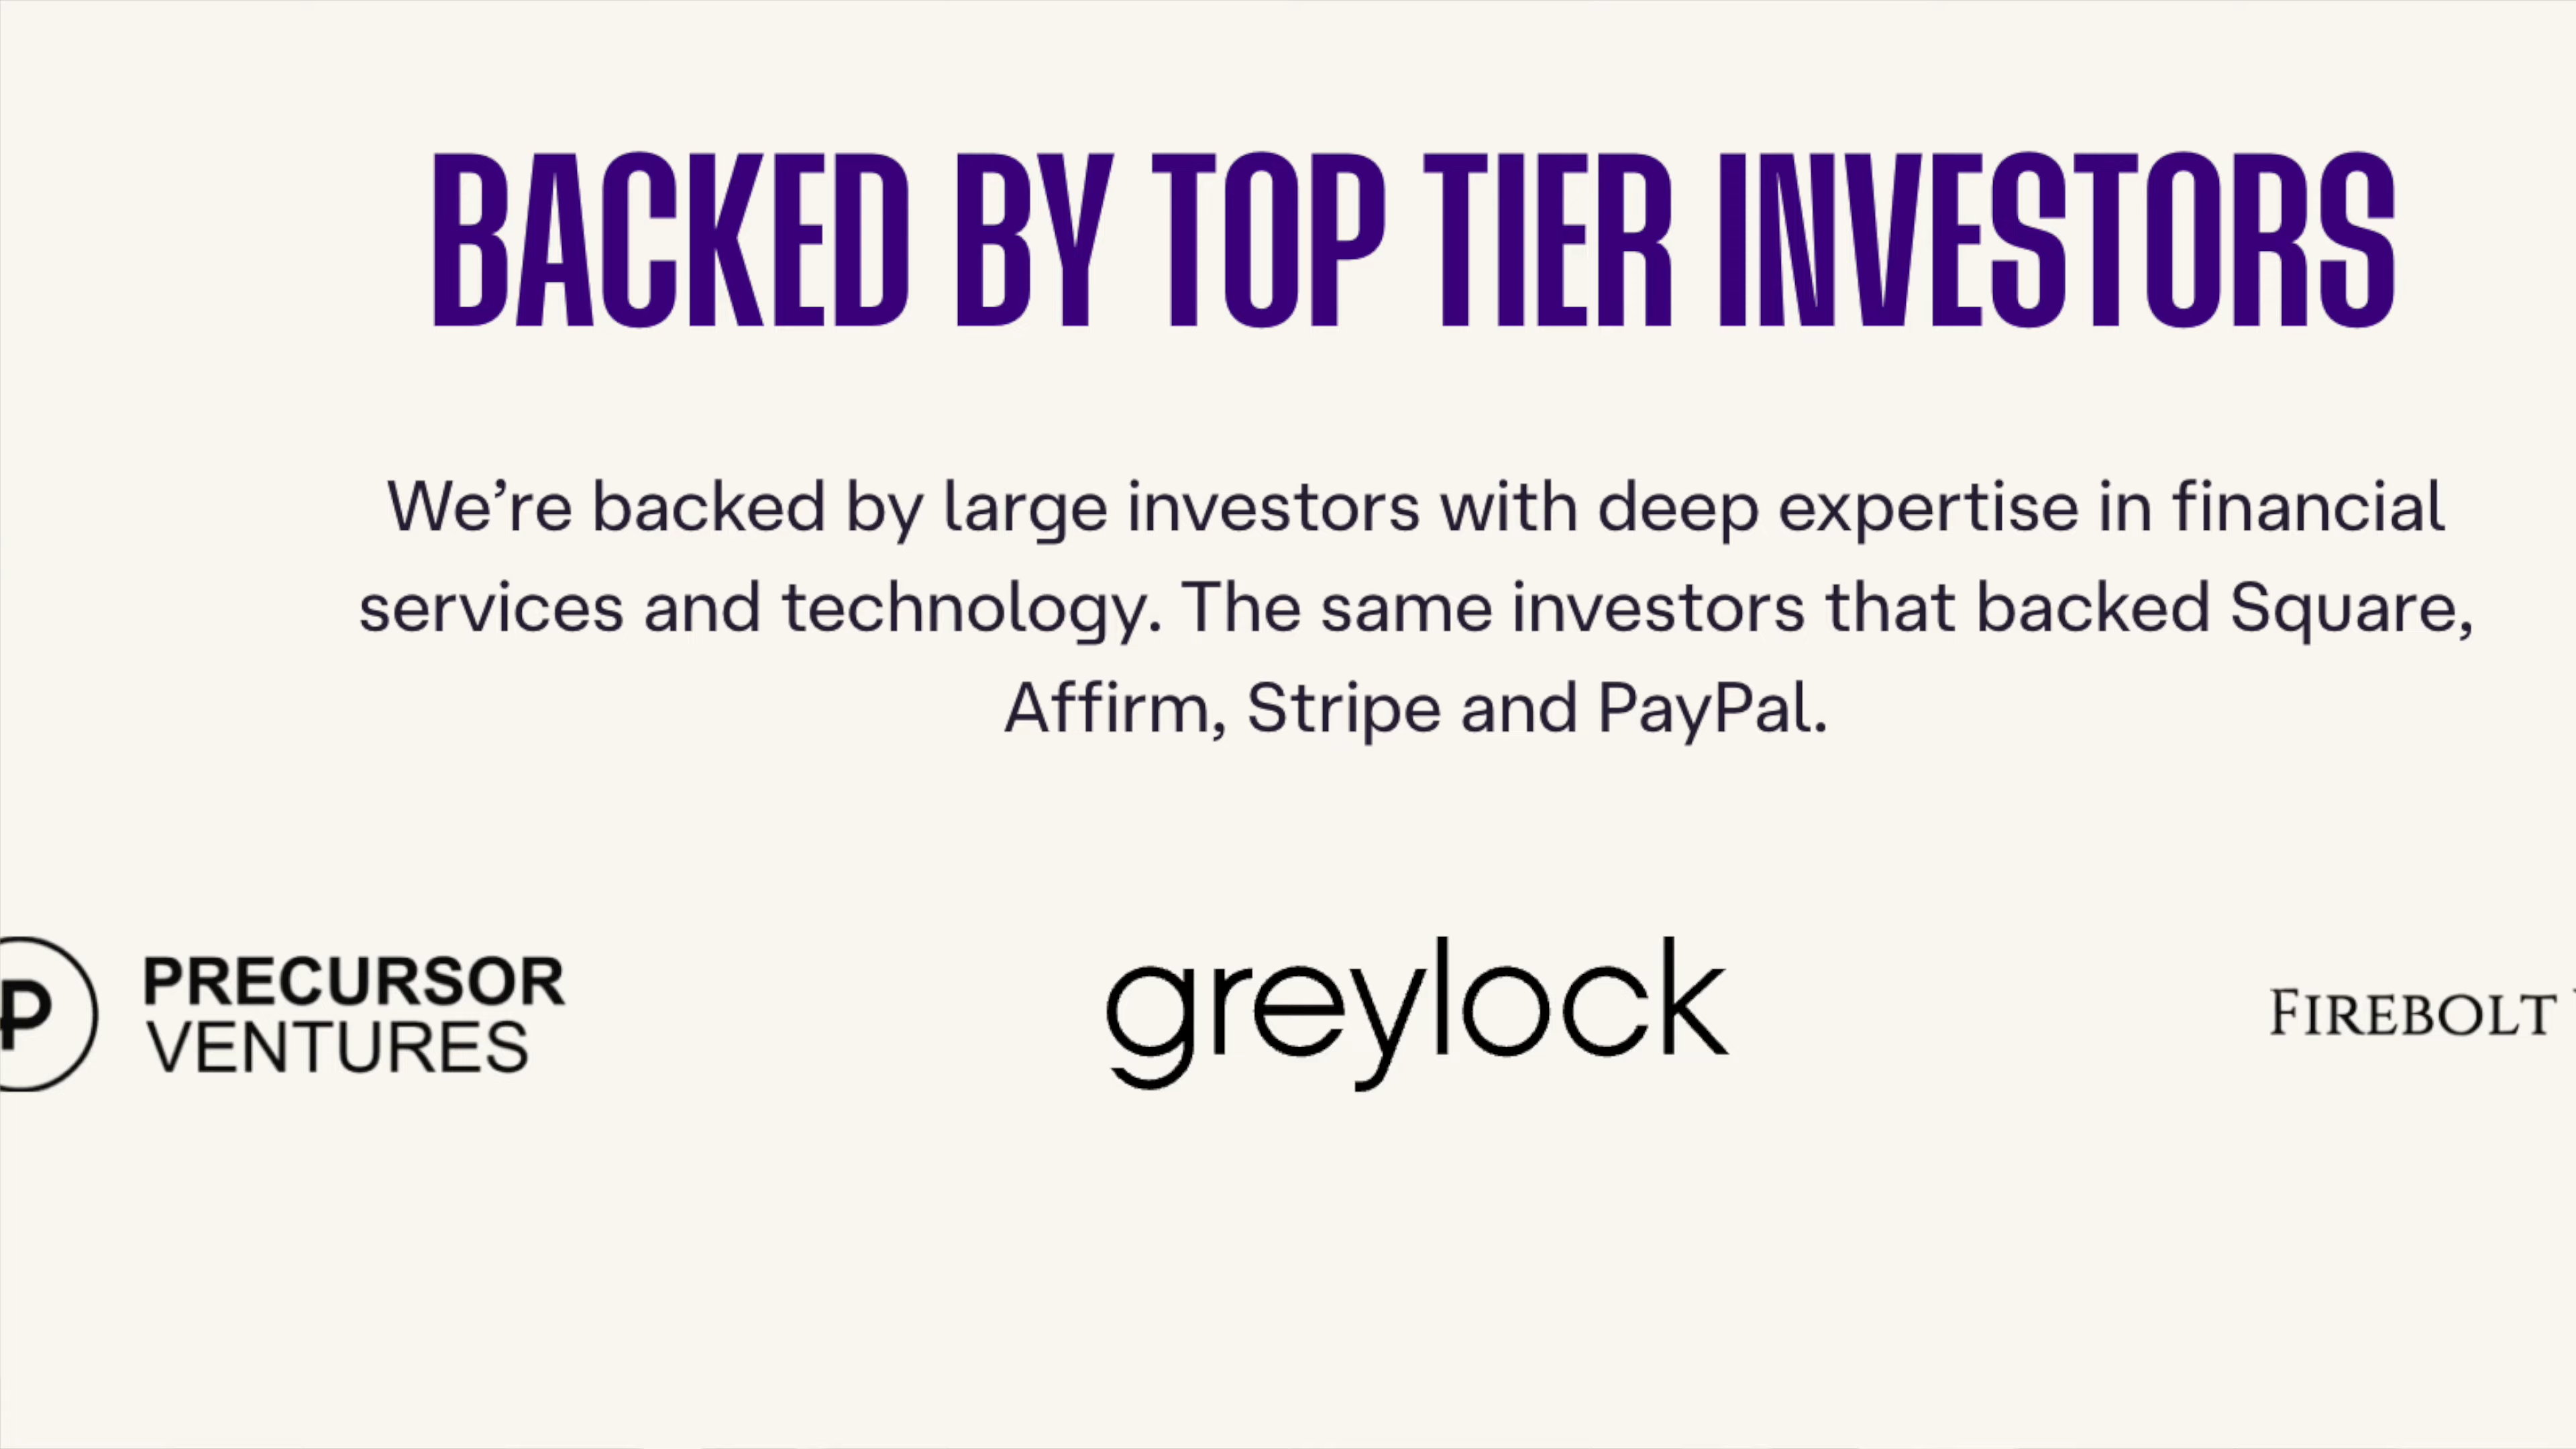 BACKED BY TOP TIER INVESTORS
We’re backed by large investors with deep expertise in financial
services and technology. The same investors that backed Square,
Affirm, Stripe and PayPal.
P PRECURSOR
VENTURES
greylock
FIREBOLT